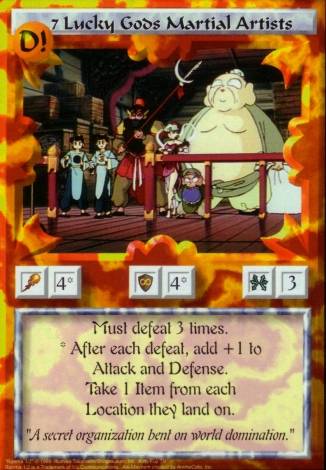 7 Lucky Gods Martial Artists
D!
4*
4*
3
Must defeat 3 times.
* After each defeat, add +1 to
Attack and Defense.
Take 1 Item from each
Location they land on.
"A secret organization bent on world domination."